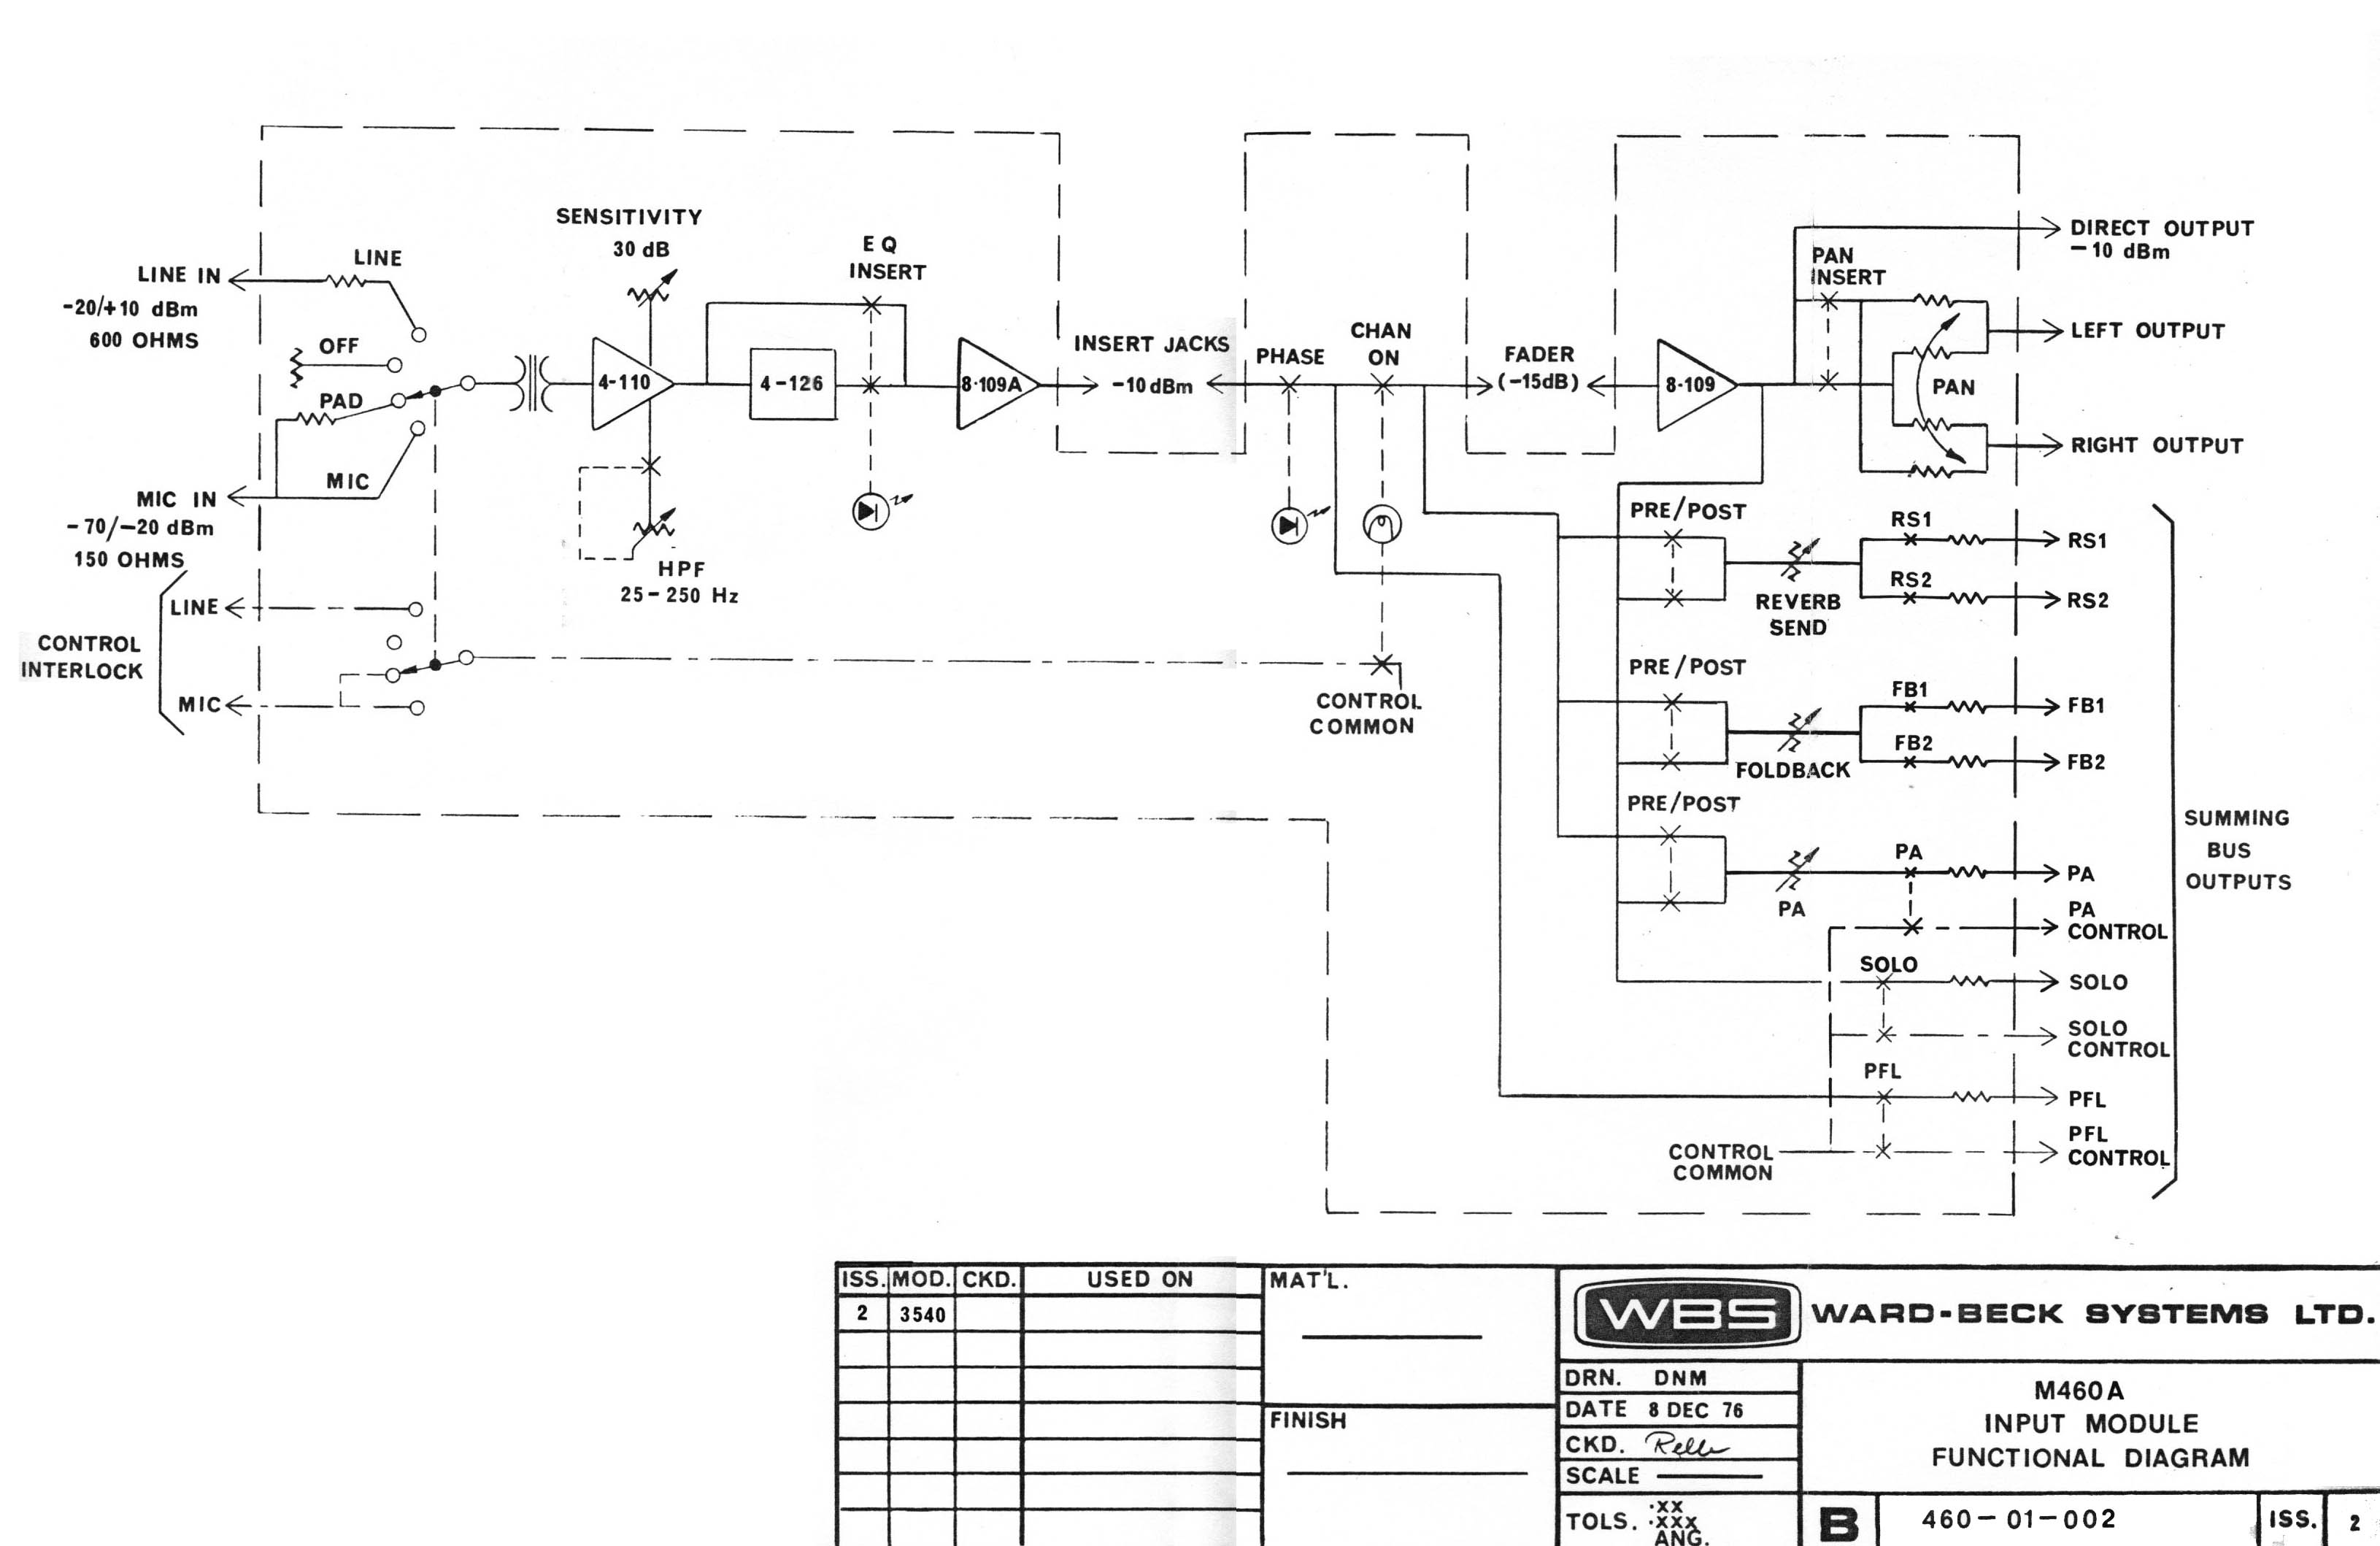 SENSITIVITY
30 dB
EQ
INSERT
LINE
LINE IN
-20/+10 dBm
600 OHMS
OFF
PAD
MIC
MIC IN
-70/-20 dBm
150 OHMS
4-110
4-126
8·109A
HPF
25-250 Hz
INSERT JACKS
-10 dBm
PHASE
CHAN
ON
FADER
(-15dB)
8·109
PAN
INSERT
PAN
DIRECT OUTPUT
-10 dBm
LEFT OUTPUT
RIGHT OUTPUT
CONTROL
INTERLOCK
LINE
MIC
CONTROL
COMMON
PRE/POST
REVERB
SEND
RS1
RS2
RS1
RS2
PRE/POST
FOLDBACK
FB1
FB2
FB1
FB2
PRE/POST
PA
PA
PA
PA
CONTROL
SOLO
SOLO
SOLO
CONTROL
PFL
PFL
PFL
CONTROL
CONTROL
COMMON
SUMMING
BUS
OUTPUTS
ISS. MOD. CKD. USED ON
2 3540
MAT'L.
FINISH
WBS WARD-BECK SYSTEMS LTD.
DRN. DNM
DATE 8 DEC 76
CKD.
SCALE
TOLS. .XX
.XXX
ANG.
M460A
INPUT MODULE
FUNCTIONAL DIAGRAM
B 460-01-002 ISS. 2